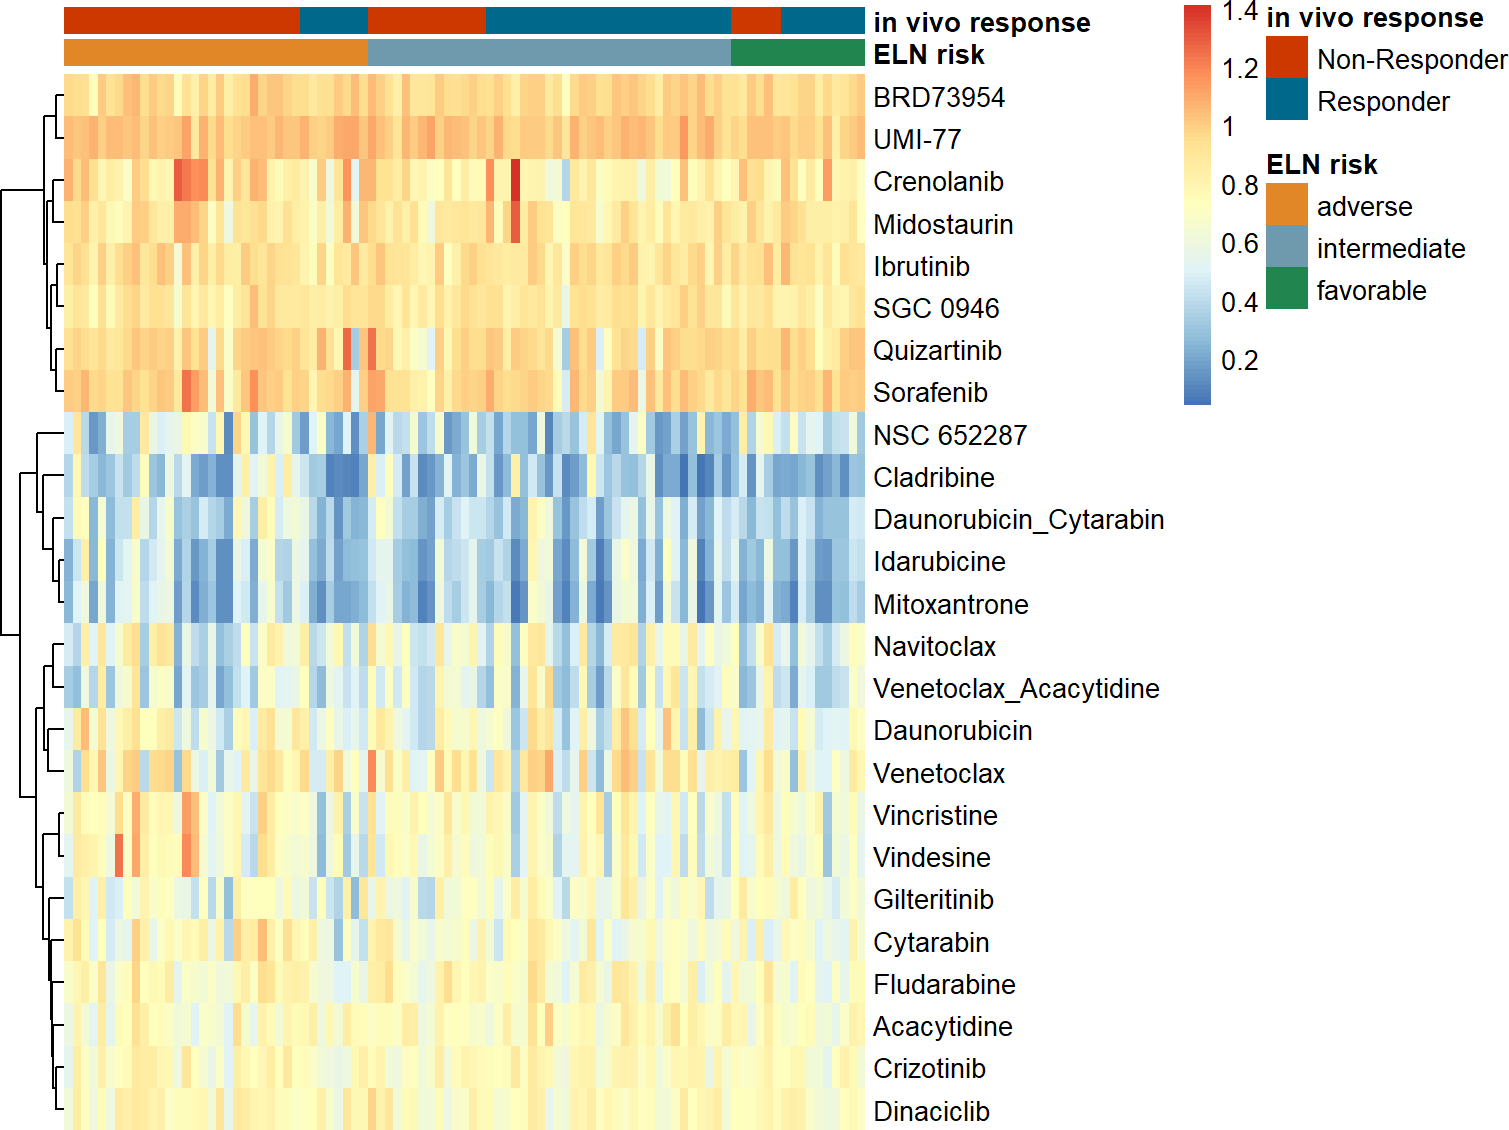 in vivo response
ELN risk
BRD73954
UMI-77
Crenolanib
Midostaurin
Ibrutinib
SGC 0946
Quizartinib
Sorafenib
NSC 652287
Cladribine
Daunorubicin_Cytarabin
Idarubicine
Mitoxantrone
Navitoclax
Venetoclax_Acacytidine
Daunorubicin
Venetoclax
Vincristine
Vindesine
Gilteritinib
Cytarabin
Fludarabine
Acacytidine
Crizotinib
Dinaciclib
1.4
1.2
1
0.8
0.6
0.4
0.2
in vivo response
Non-Responder
Responder
ELN risk
adverse
intermediate
favorable